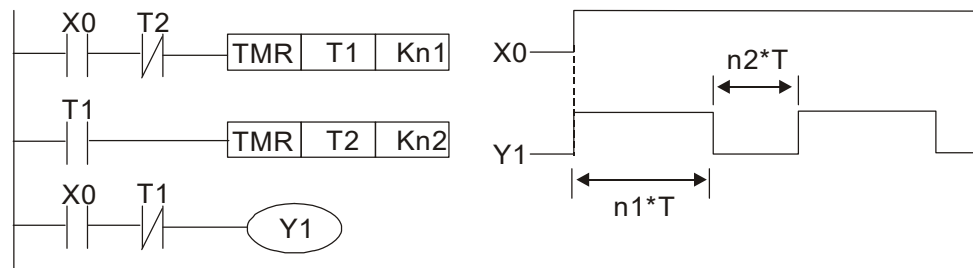 X0 T2
TMR T1 Kn1
T1
TMR T2 Kn2
X0 T1
Y1
X0
n2*T
Y1
n1*T